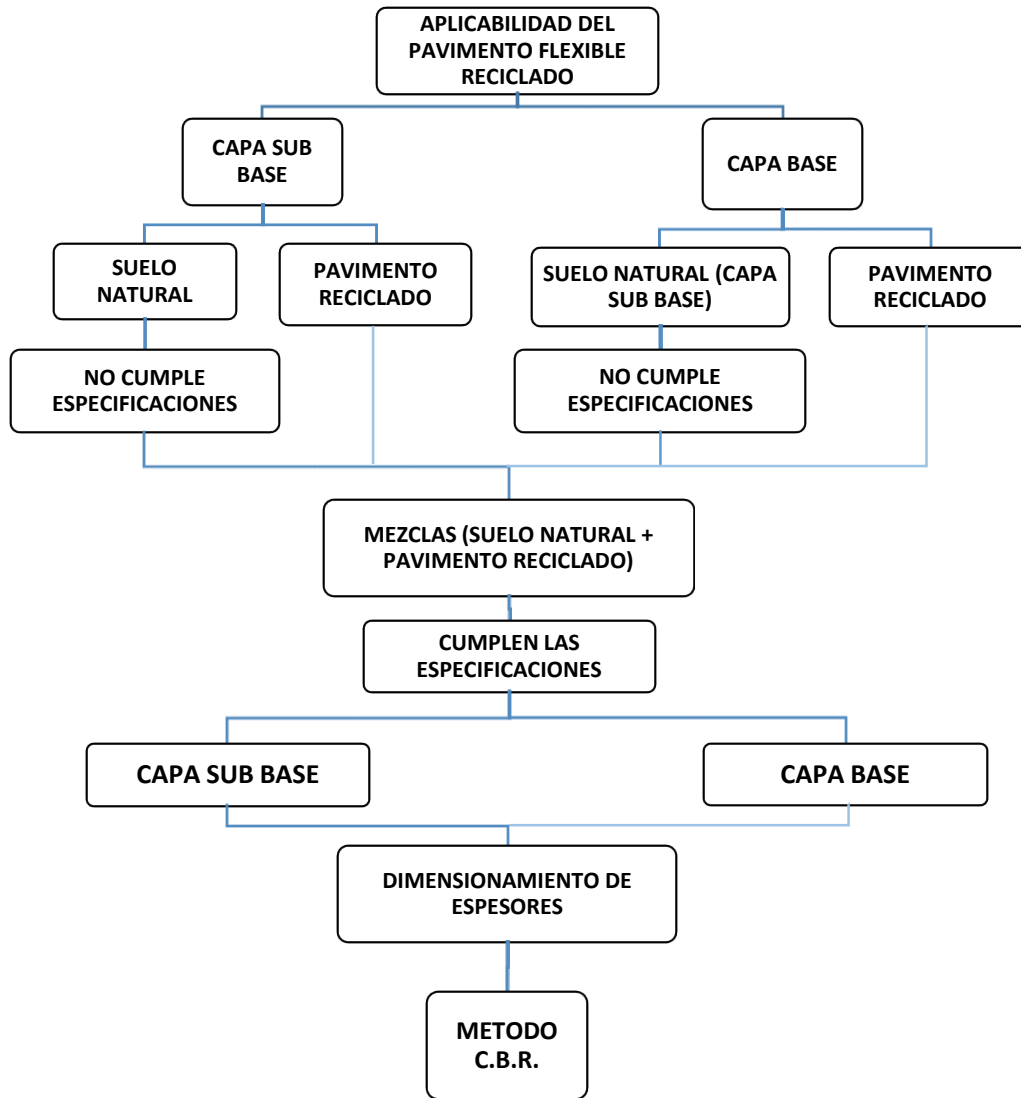 APLICABILIDAD DEL
PAVIMENTO FLEXIBLE
RECICLADO
CAPA SUB
BASE
CAPA BASE
SUELO
NATURAL
PAVIMENTO
RECICLADO
SUELO NATURAL (CAPA
SUB BASE)
PAVIMENTO
RECICLADO
NO CUMPLE
ESPECIFICACIONES
NO CUMPLE
ESPECIFICACIONES
MEZCLAS (SUELO NATURAL +
PAVIMENTO RECICLADO)
CUMPLEN LAS
ESPECIFICACIONES
CAPA SUB BASE
CAPA BASE
DIMENSIONAMIENTO DE
ESPESORES
METODO
C.B.R.